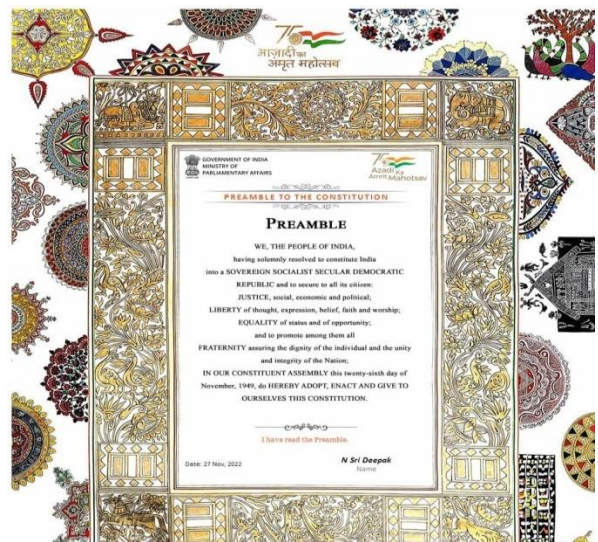 आज़ादी का
अमृत महोत्सव
GOVERNMENT OF INDIA
MINISTRY OF
PARLIAMENTARY AFFAIRS
Azadi Ka
Amrit Mahotsav
PREAMBLE TO THE CONSTITUTION
PREAMBLE
WE, THE PEOPLE OF INDIA,
having solemnly resolved to constitute India
into a SOVEREIGN SOCIALIST SECULAR DEMOCRATIC
REPUBLIC and to secure to all its citizen:
JUSTICE, social, economic and political;
LIBERTY of thought, expression, belief, faith and worship;
EQUALITY of status and of opportunity;
and to promote among them all
FRATERNITY assuring the dignity of the individual and the unity
and integrity of the Nation;
IN OUR CONSTITUENT ASSEMBLY this twenty-sixth day of
November, 1949, do HEREBY ADOPT, ENACT AND GIVE TO
OURSELVES THIS CONSTITUTION.
I have read the Preamble.
Date: 27 Nov, 2022
N Sri Deepak
Name